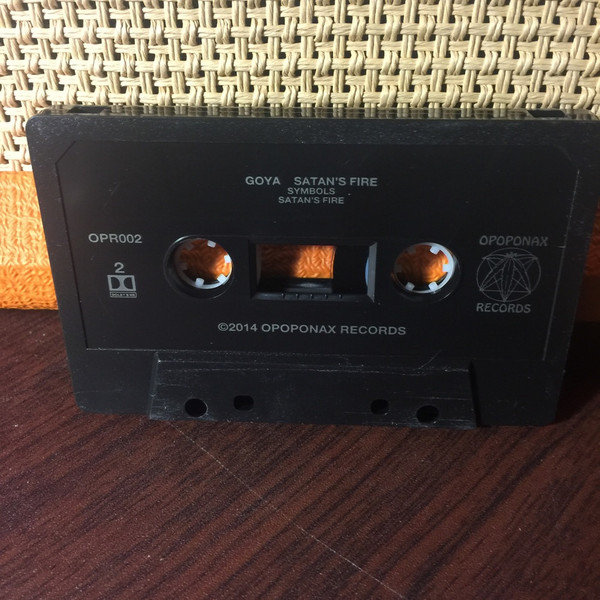 GOYA SATAN'S FIRE
SYMBOLS
SATAN'S FIRE
OPR002
2
OPOPONAX
RECORDS
©2014 OPOPONAX RECORDS